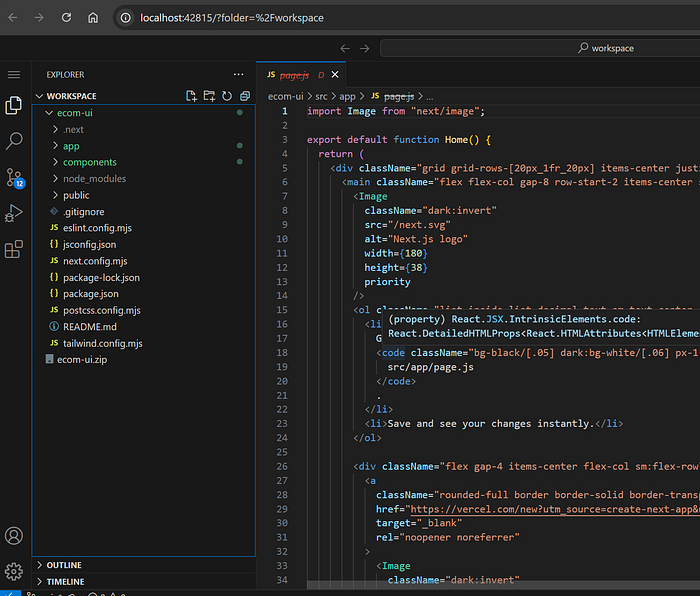 localhost:42815/?folder=%2Fworkspace
workspace
EXPLORER
JS page.js D
WORKSPACE
ecom-ui > src > app > JS page.js > ...
ecom-ui
.next
app
components
node_modules
public
.gitignore
JS eslint.config.mjs
{} jsconfig.json
JS next.config.mjs
{} package-lock.json
{} package.json
JS postcss.config.mjs
README.md
JS tailwind.config.mjs
ecom-ui.zip
12
OUTLINE
TIMELINE
1 import Image from "next/image";
2
3 export default function Home() {
4 return (
5 <div className="grid grid-rows-[20px_1fr_20px] items-center justi
6 <main className="flex flex-col gap-8 row-start-2 items-center
7 <Image
8 className="dark:invert"
9 src="/next.svg"
10 alt="Next.js logo"
11 width={180}
12 height={38}
13 priority
14 />
15 <ol
(property) React.JSX.IntrinsicElements.code:
React.DetailedHTMLProps<React.HTMLAttributes<HTMLEleme
16 <li
17 G
18 <code className="bg-black/[.05] dark:bg-white/[.06] px-1
19 src/app/page.js
20 </code>
21 .
22 </li>
23 <li>Save and see your changes instantly.</li>
24 </ol>
25
26 <div className="flex gap-4 items-center flex-col sm:flex-row
27 <a
28 className="rounded-full border border-solid border-transp
29 href="https://vercel.com/new?utm_source=create-next-app&
30 target="_blank"
31 rel="noopener noreferrer"
32 >
33 <Image
34 className="dark:invert"